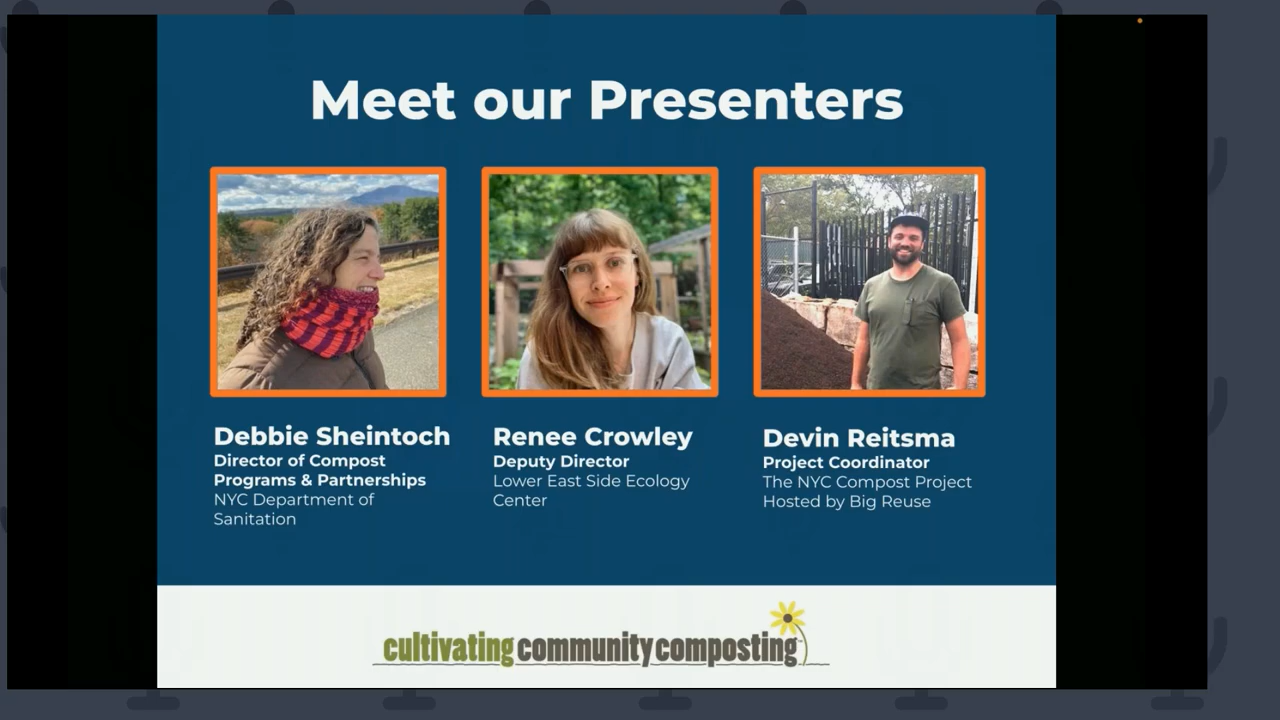 Meet our Presenters
Debbie Sheintoch
Director of Compost
Programs & Partnerships
NYC Department of
Sanitation
Renee Crowley
Deputy Director
Lower East Side Ecology
Center
Devin Reitsma
Project Coordinator
The NYC Compost Project
Hosted by Big Reuse
cultivating community composting